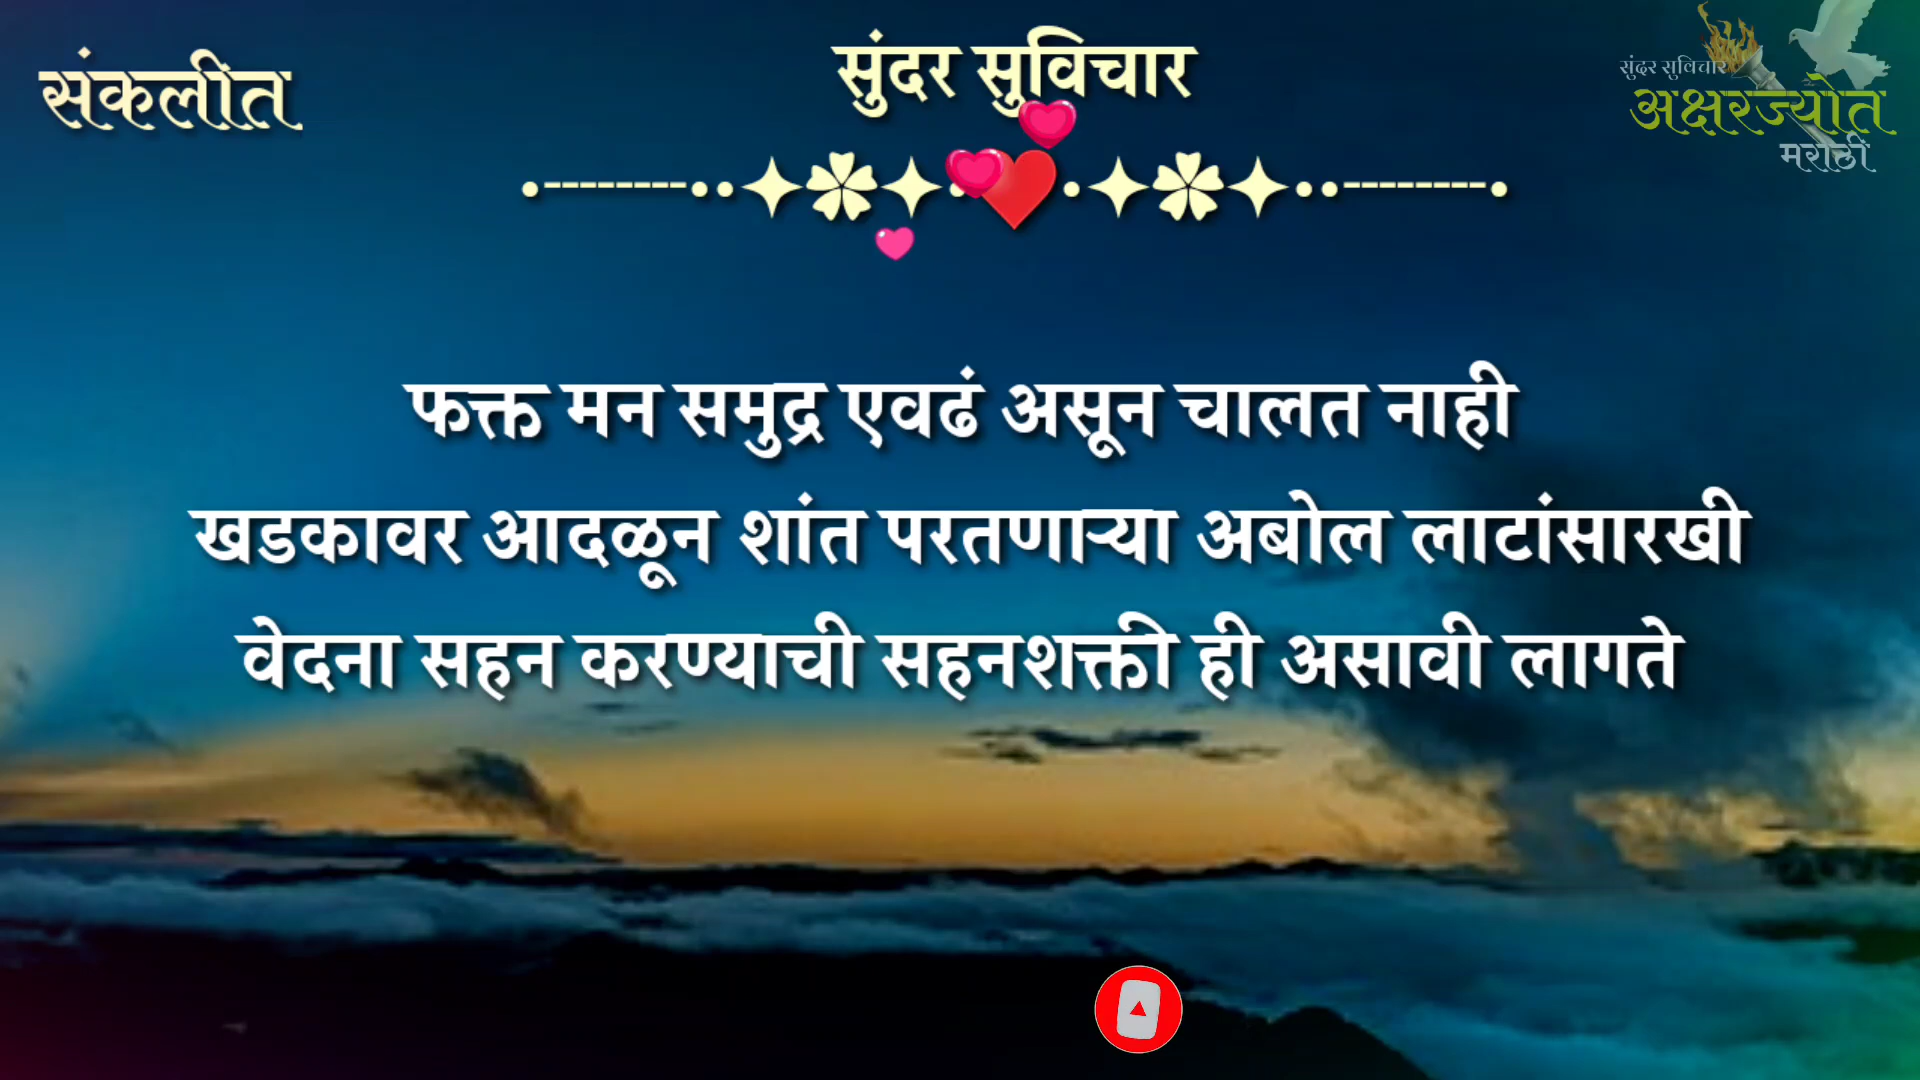 संकलीत
सुंदर सुविचार
सुंदर सुविचार
अक्षरज्योत
मराठी
फक्त मन समुद्र एवढं असून चालत नाही
खडकावर आदळून शांत परतणाऱ्या अबोल लाटांसारखी
वेदना सहन करण्याची सहनशक्ती ही असावी लागते